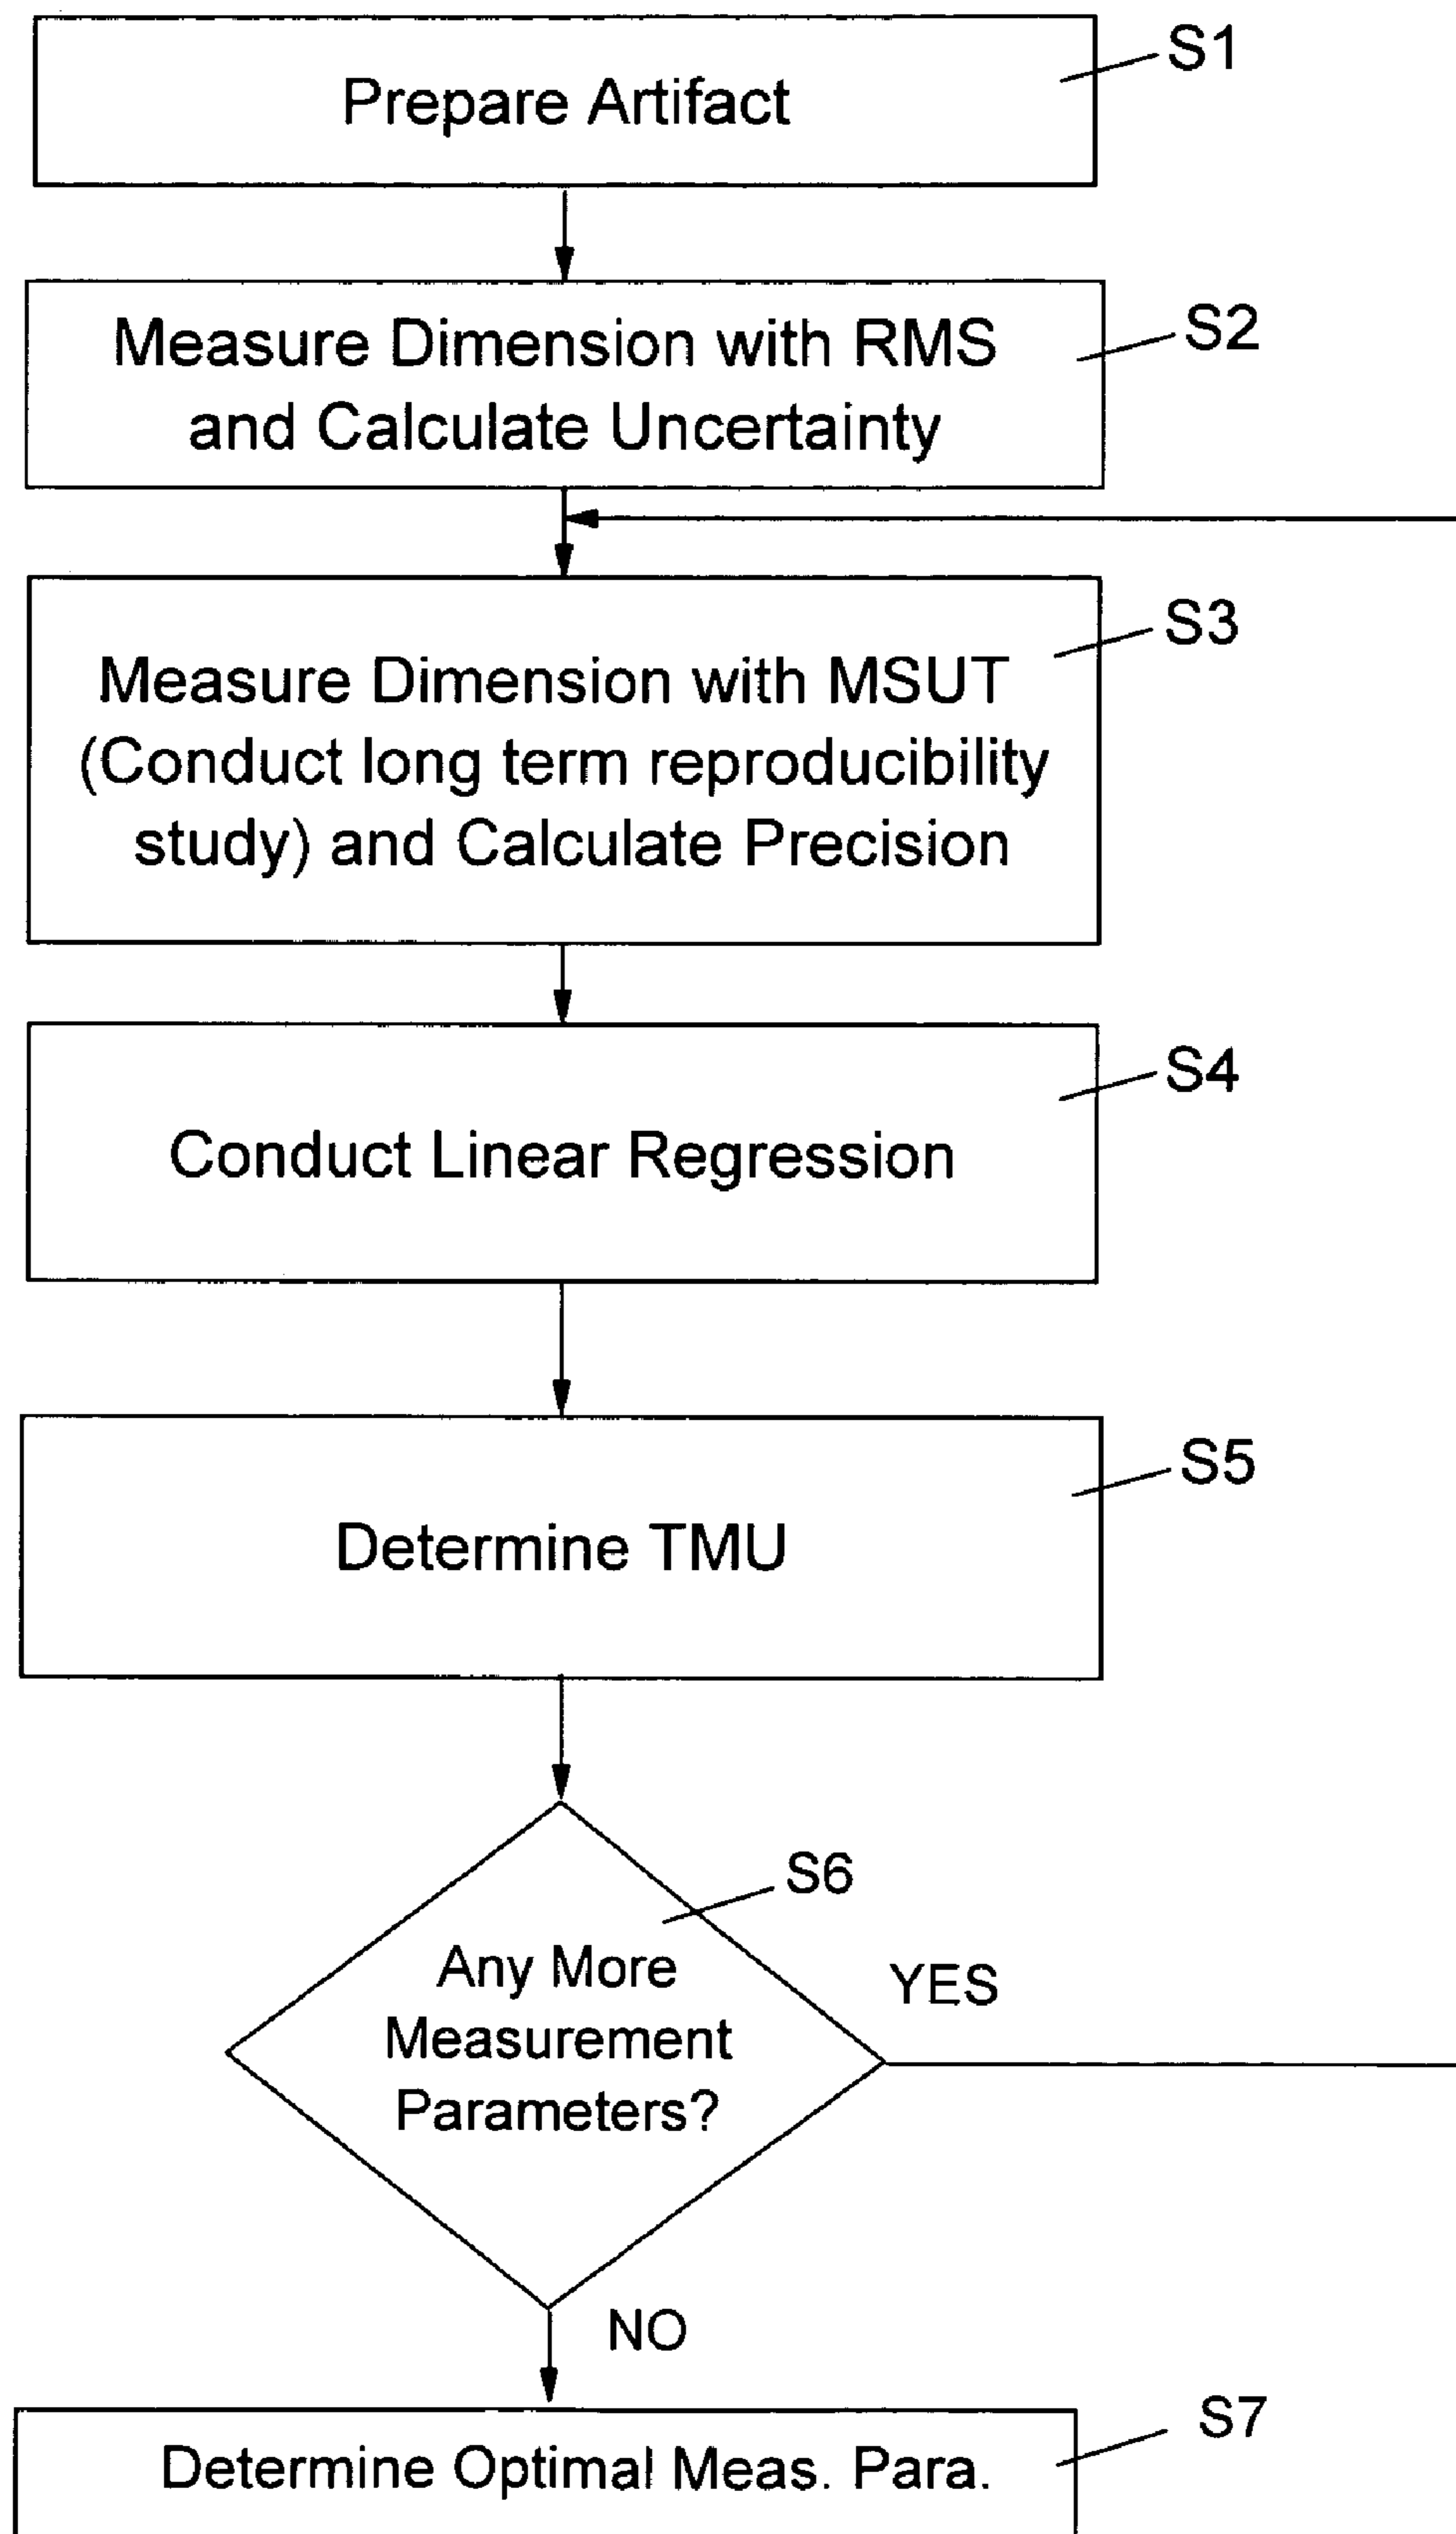 S1
Prepare Artifact
S2
Measure Dimension with RMS
and Calculate Uncertainty
S3
Measure Dimension with MSUT
(Conduct long term reproducibility
study) and Calculate Precision
S4
Conduct Linear Regression
S5
Determine TMU
S6
Any More
Measurement
Parameters?
YES
NO
S7
Determine Optimal Meas. Para.